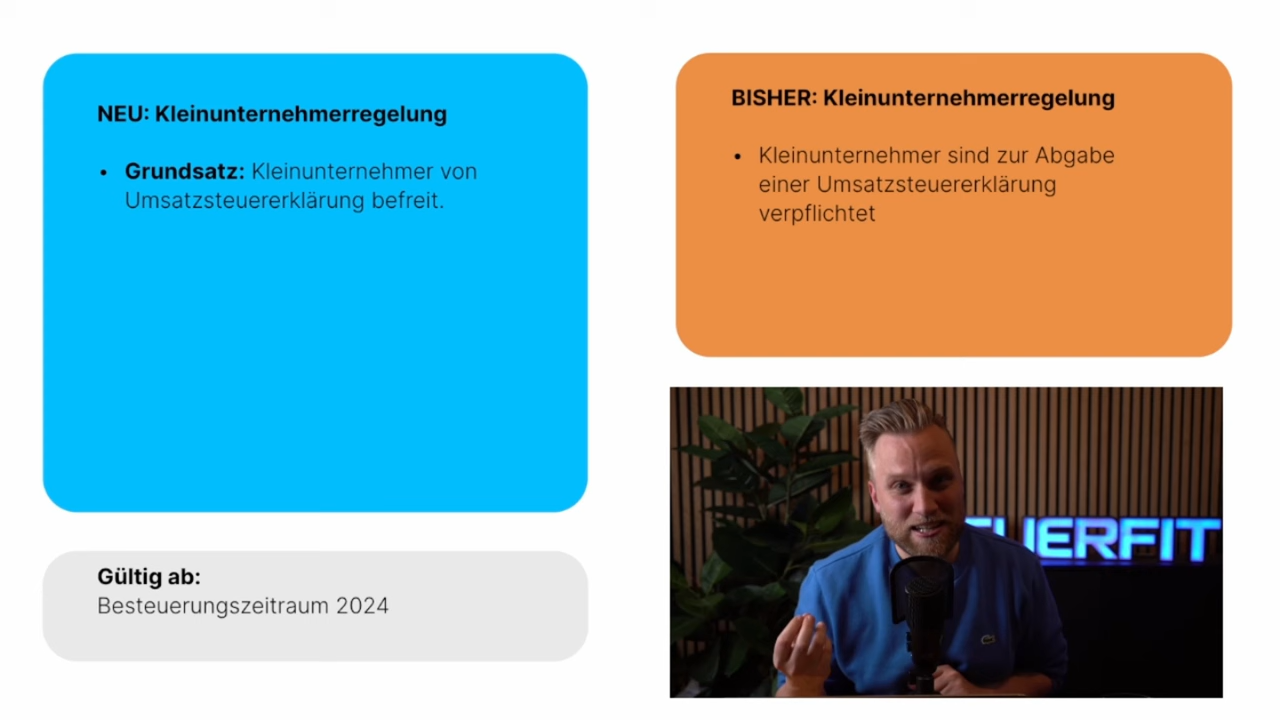 NEU: Kleinunternehmerregelung
• Grundsatz: Kleinunternehmer von
Umsatzsteuererklärung befreit.
Gültig ab:
Besteuerungszeitraum 2024
BISHER: Kleinunternehmerregelung
• Kleinunternehmer sind zur Abgabe
einer Umsatzsteuererklärung
verpflichtet
UERFIT